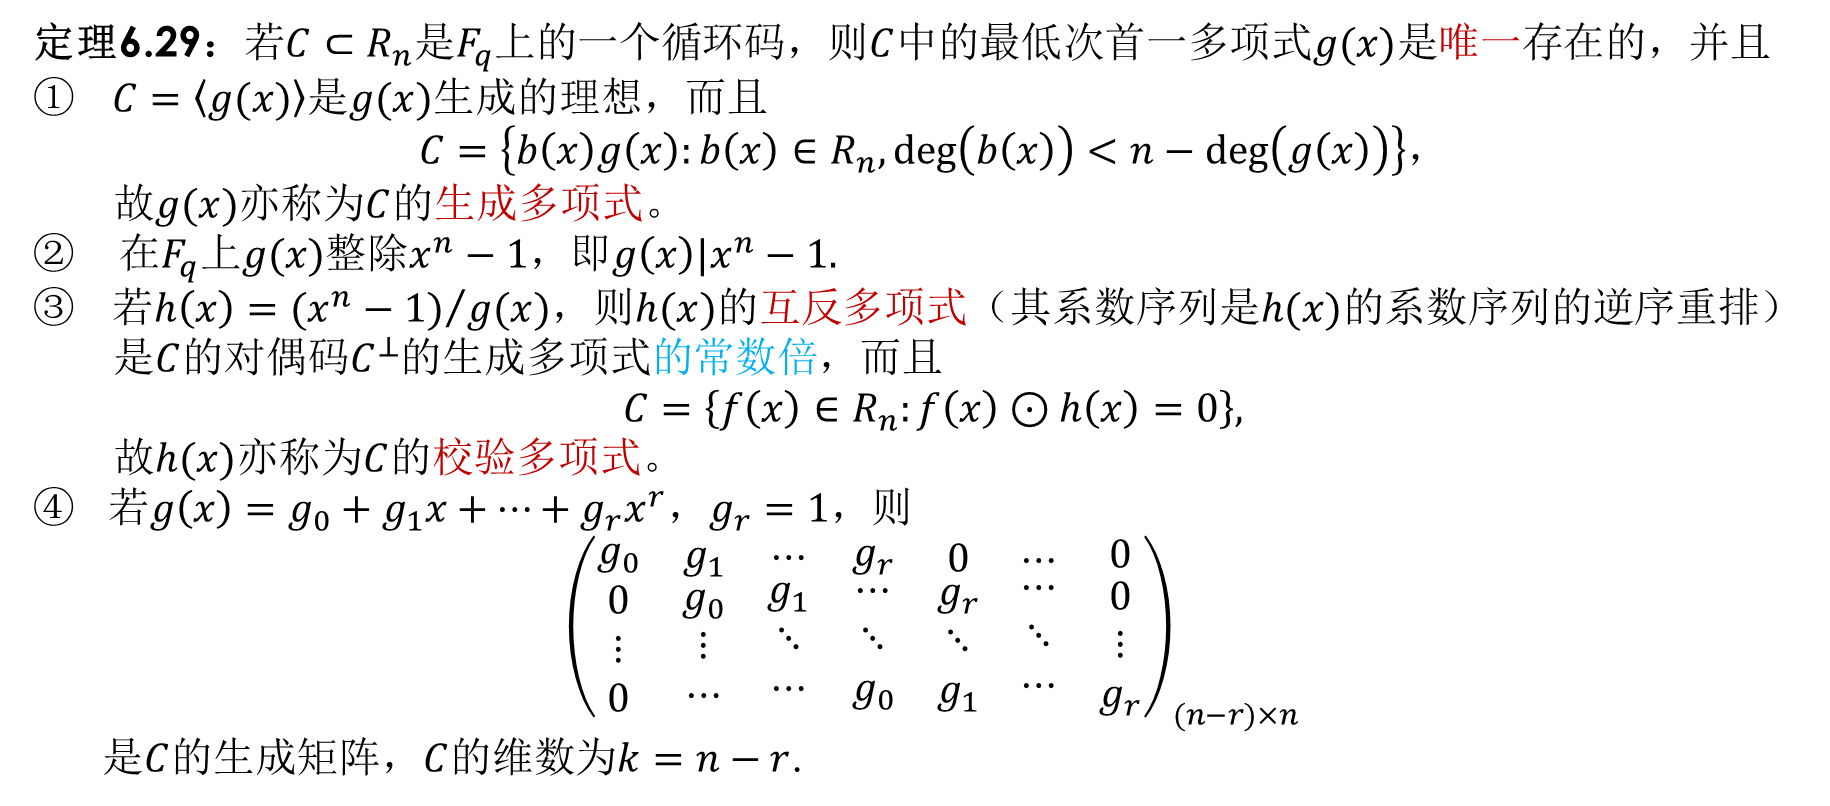 定理6.29：若C ⊂ Rₙ是F_q上的一个循环码，则C中的最低次首一多项式g(x)是唯一存在的，并且
① C = ⟨g(x)⟩是g(x)生成的理想，而且
C = {b(x)g(x): b(x) ∈ Rₙ, deg(b(x)) < n − deg(g(x))}，
故g(x)亦称为C的生成多项式。
② 在F_q上g(x)整除xⁿ − 1，即g(x)|xⁿ − 1.
③ 若h(x) = (xⁿ − 1)/g(x)，则h(x)的互反多项式（其系数序列是h(x)的系数序列的逆序重排）
是C的对偶码C^⊥的生成多项式的常数倍，而且
C = {f(x) ∈ Rₙ: f(x) ⊙ h(x) = 0},
故h(x)亦称为C的校验多项式。
④ 若g(x) = g₀ + g₁x + ⋯ + gᵣxʳ，gᵣ = 1，则
g₀ g₁ ⋯ gᵣ 0 ⋯ 0
0 g₀ g₁ ⋯ gᵣ ⋯ 0
⋮ ⋮ ⋱ ⋱ ⋱ ⋱ ⋮
0 ⋯ ⋯ g₀ g₁ ⋯ gᵣ
(n−r)×n
是C的生成矩阵，C的维数为k = n − r.